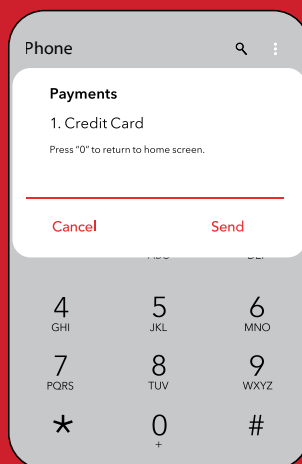 Phone
Payments
1. Credit Card
Press "0" to return to home screen.
Cancel Send
4 5 6
GHI JKL MNO
7 8 9
PQRS TUV WXYZ
* 0 #
+